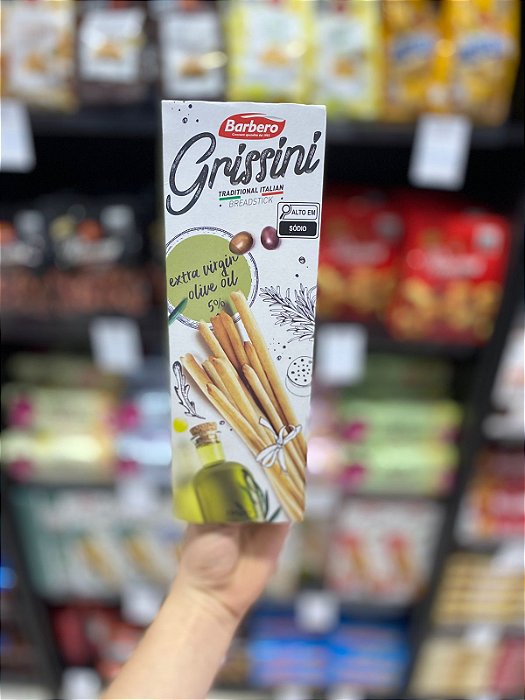 Barbero
Grissini
TRADITIONAL ITALIAN
BREADSTICK
ALTO EM
SÓDIO
extra virgin
olive oil
5%